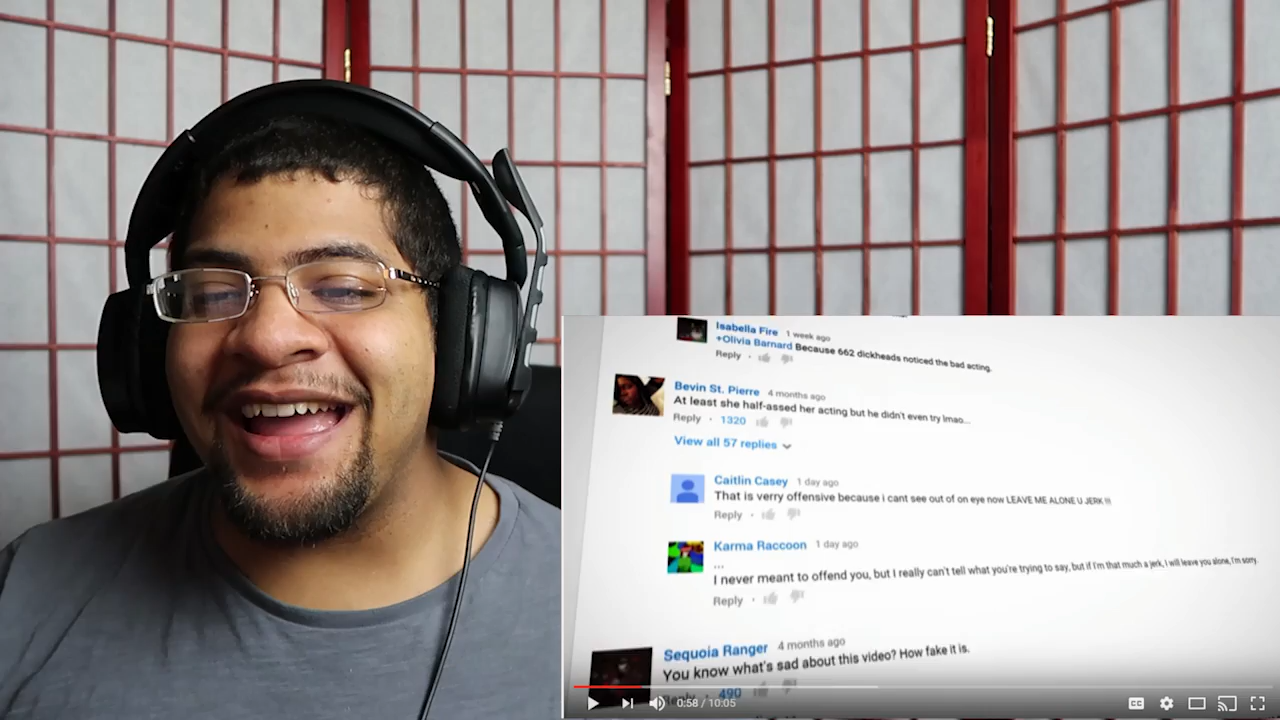 Isabella Fire 1 week ago
+Olivia Barnard Because 662 dickheads noticed the bad acting.
Reply
Bevin St. Pierre 4 months ago
At least she half-assed her acting but he didn't even try lmao...
Reply · 1320
View all 57 replies
Caitlin Casey 1 day ago
That is verry offensive because i cant see out of on eye now LEAVE ME ALONE U JERK !!!
Reply
Karma Raccoon 1 day ago
...
I never meant to offend you, but I really can't tell what you're trying to say, but if I'm that much a jerk, I will leave you alone, I'm sorry.
Reply
Sequoia Ranger 4 months ago
You know what's sad about this video? How fake it is.
Reply 490
0:58 / 10:05
CC